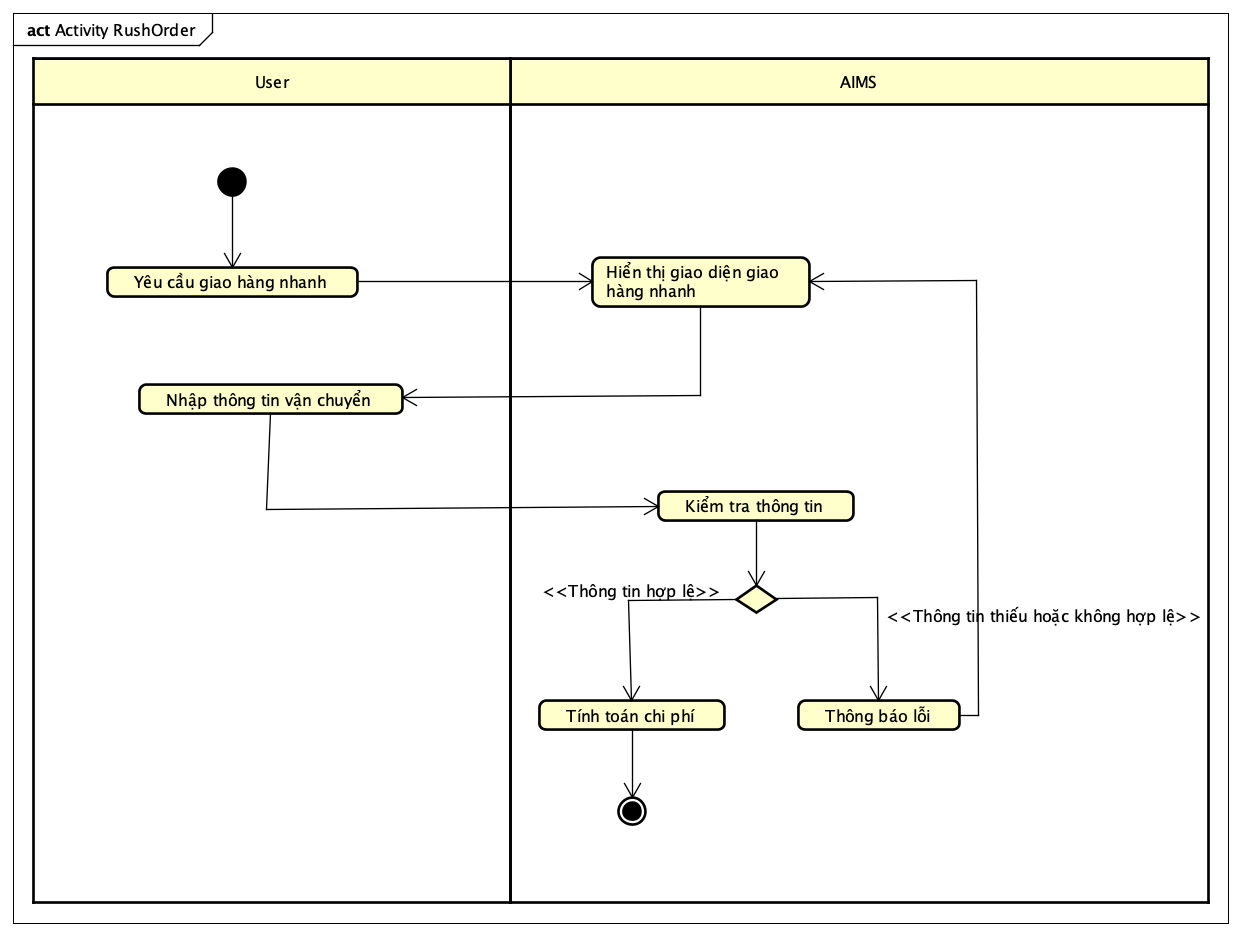 act Activity RushOrder
User
AIMS
Yêu cầu giao hàng nhanh
Hiển thị giao diện giao
hàng nhanh
Nhập thông tin vận chuyển
Kiểm tra thông tin
<<Thông tin hợp lệ>>
<<Thông tin thiếu hoặc không hợp lệ>>
Tính toán chi phí
Thông báo lỗi